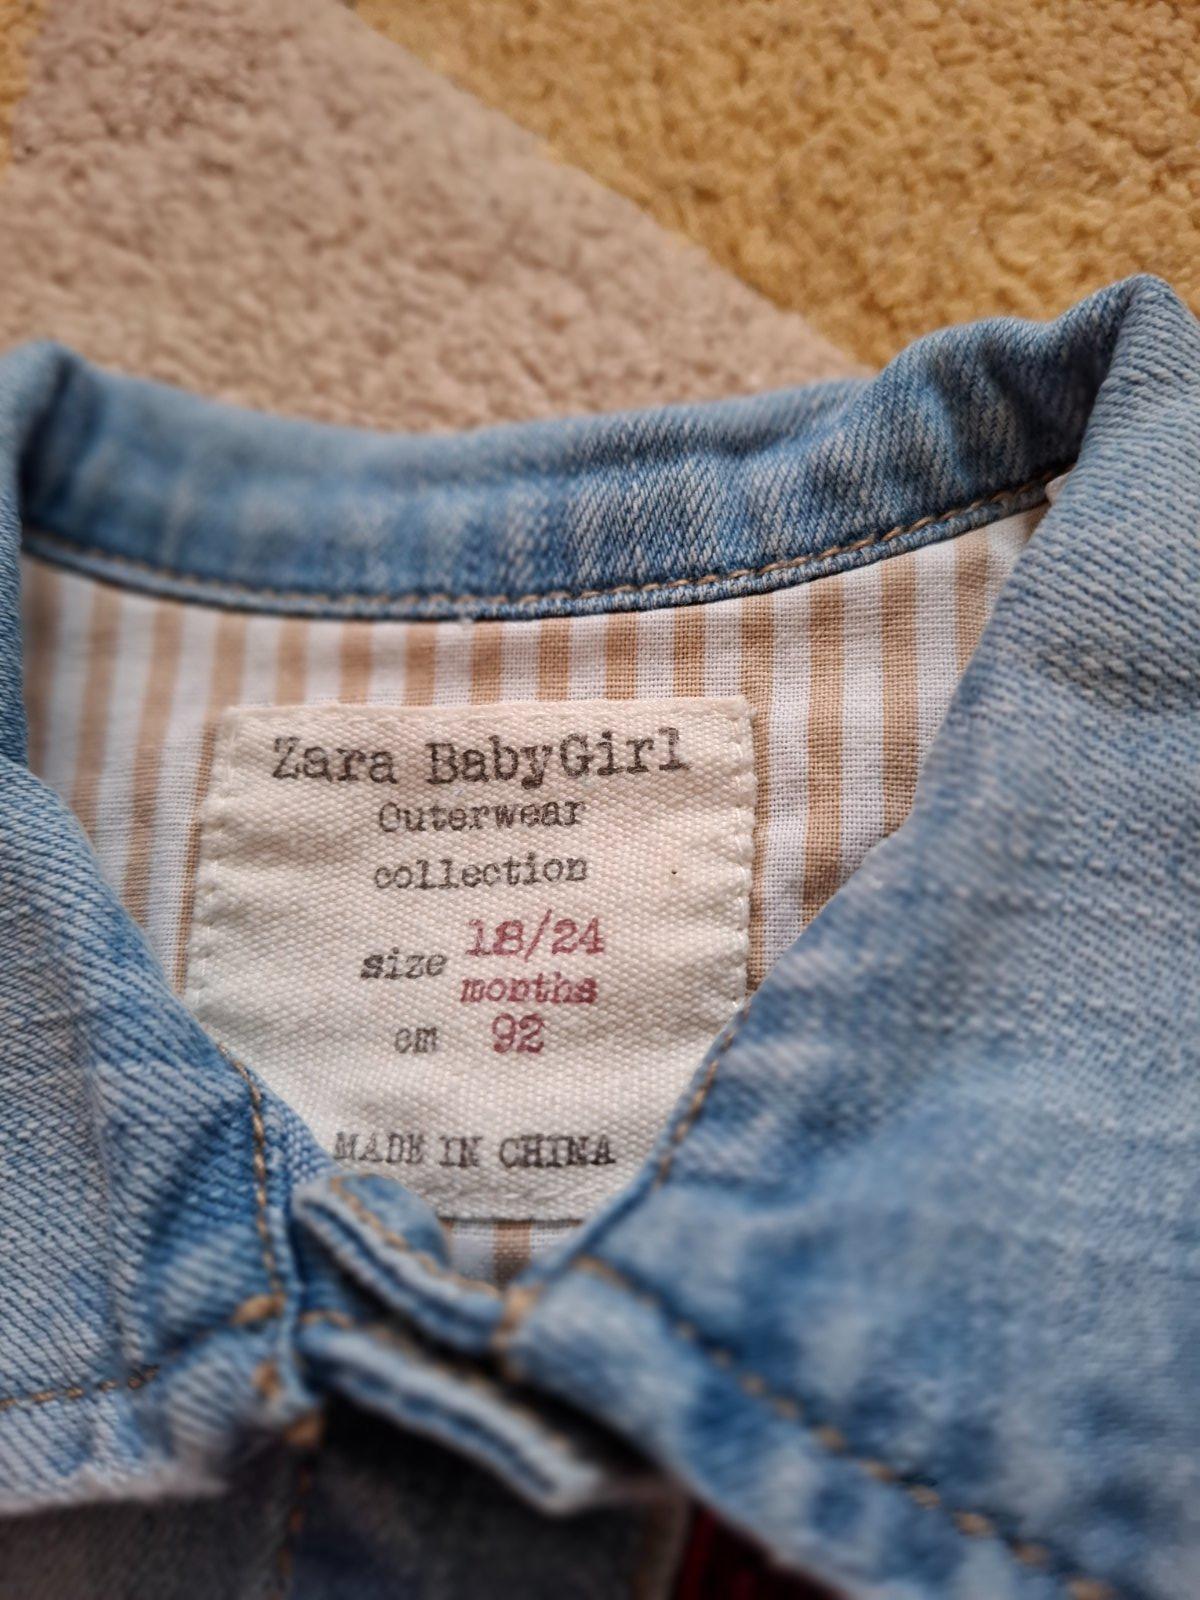 Zara BabyGirl
Outerwear
collection
size 18/24
months
cm 92
MADE IN CHINA